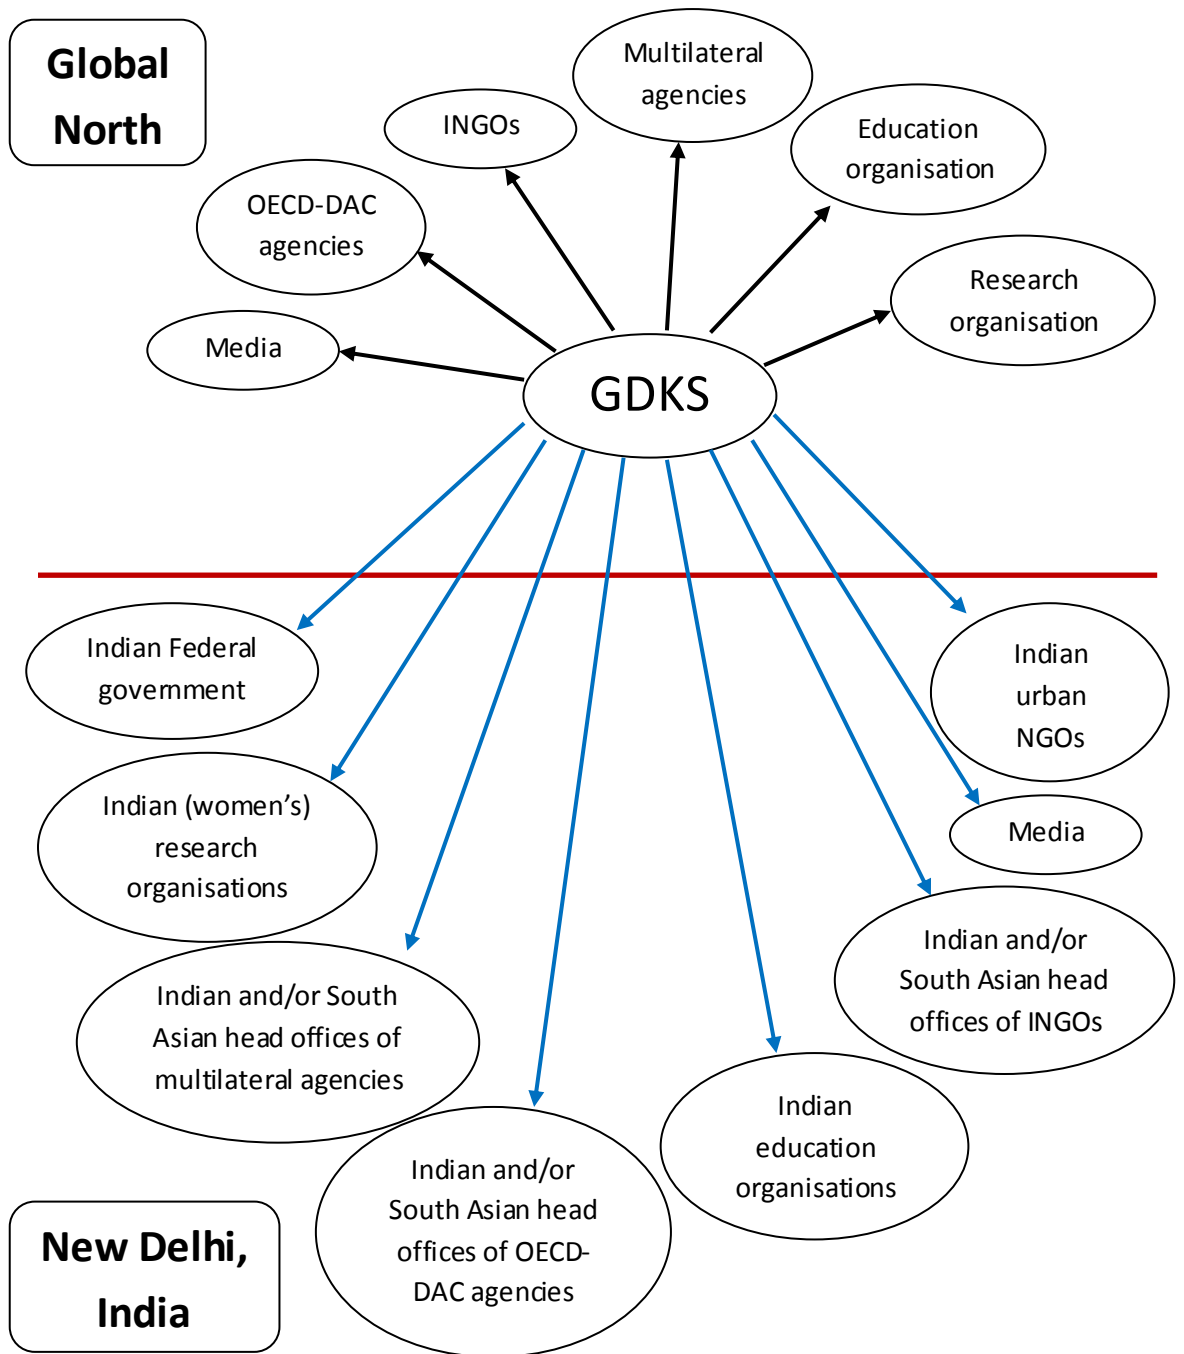 Global
North
Multilateral
agencies
INGOs
Education
organisation
OECD-DAC
agencies
Research
organisation
Media
GDKS
Indian Federal
government
Indian
urban
NGOs
Indian (women’s)
research
organisations
Media
Indian and/or
South Asian head
offices of INGOs
Indian and/or South
Asian head offices of
multilateral agencies
Indian
education
organisations
Indian and/or
South Asian head
offices of OECD-
DAC agencies
New Delhi,
India